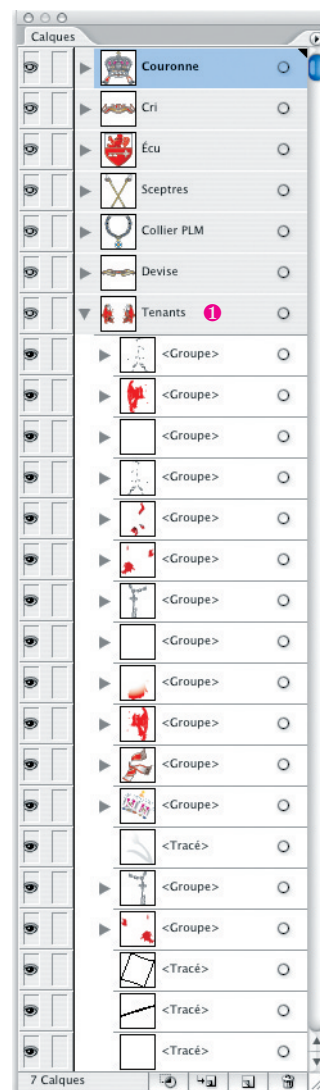 Calques
Couronne
Cri
Écu
Sceptres
Collier PLM
Devise
Tenants 1
<Groupe>
<Groupe>
<Groupe>
<Groupe>
<Groupe>
<Groupe>
<Groupe>
<Groupe>
<Groupe>
<Groupe>
<Groupe>
<Groupe>
<Tracé>
<Groupe>
<Groupe>
<Tracé>
<Tracé>
<Tracé>
7 Calques